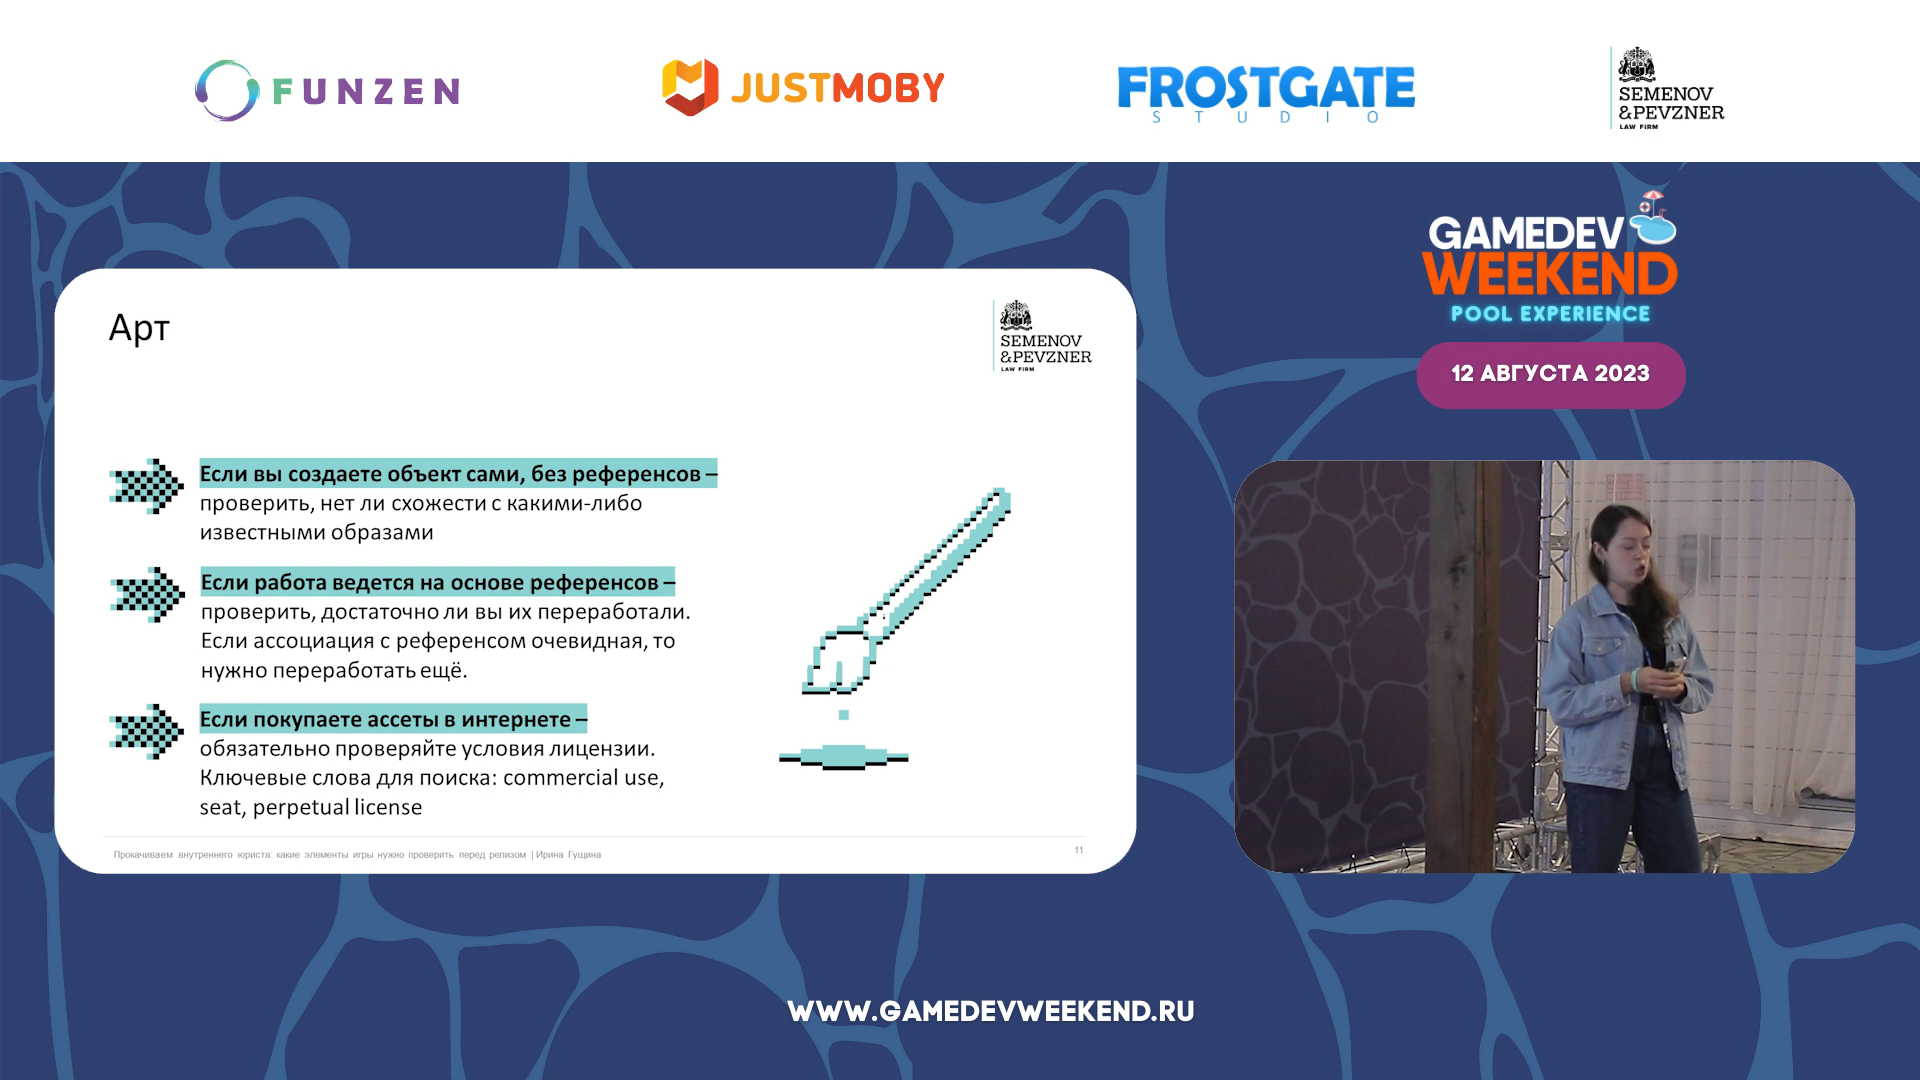 FUNZEN
JUSTMOBY
FROSTGATE
STUDIO
SEMENOV
&PEVZNER
LAW FIRM
GAMEDEV
WEEKEND
POOL EXPERIENCE
12 АВГУСТА 2023
Арт
SEMENOV
&PEVZNER
LAW FIRM
Если вы создаете объект сами, без референсов –
проверить, нет ли схожести с какими-либо
известными образами
Если работа ведется на основе референсов –
проверить, достаточно ли вы их переработали.
Если ассоциация с референсом очевидная, то
нужно переработать ещё.
Если покупаете ассеты в интернете –
обязательно проверяйте условия лицензии.
Ключевые слова для поиска: commercial use,
seat, perpetual license
Прокачиваем внутреннего юриста: какие элементы игры нужно проверить перед релизом | Ирина Гущина
11
WWW.GAMEDEVWEEKEND.RU